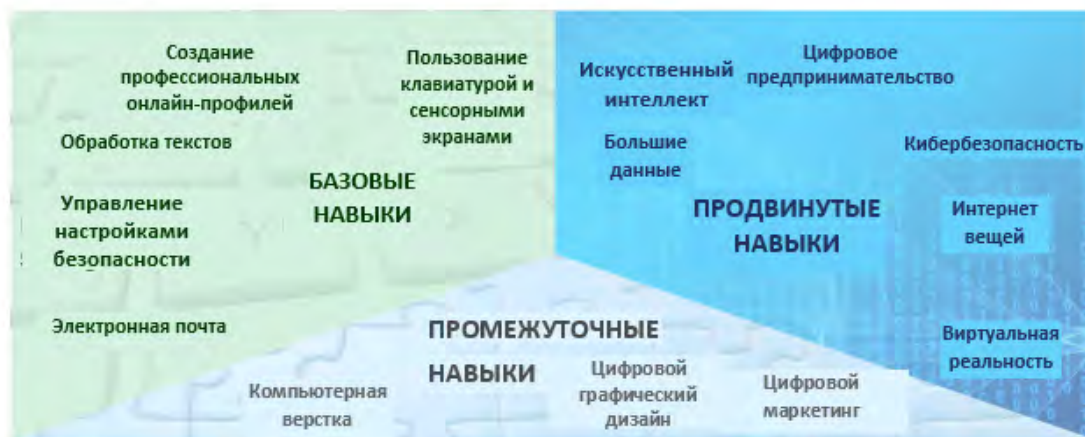 Создание
профессиональных
онлайн-профилей
Пользование
клавиатурой и
сенсорными
экранами
Обработка текстов
БАЗОВЫЕ
НАВЫКИ
Управление
настройками
безопасности
Электронная почта
Искусственный
интеллект
Цифровое
предпринимательство
Большие
данные
Кибербезопасность
ПРОДВИНУТЫЕ
НАВЫКИ
Интернет
вещей
Виртуальная
реальность
ПРОМЕЖУТОЧНЫЕ
НАВЫКИ
Компьютерная
верстка
Цифровой
графический
дизайн
Цифровой
маркетинг